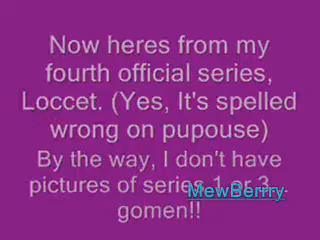 Now heres from my
fourth official series,
Loccet. (Yes, It's spelled
wrong on pupouse)
By the way, I don't have
pictures of series 1 or 3...
gomen!!
MewBerrry